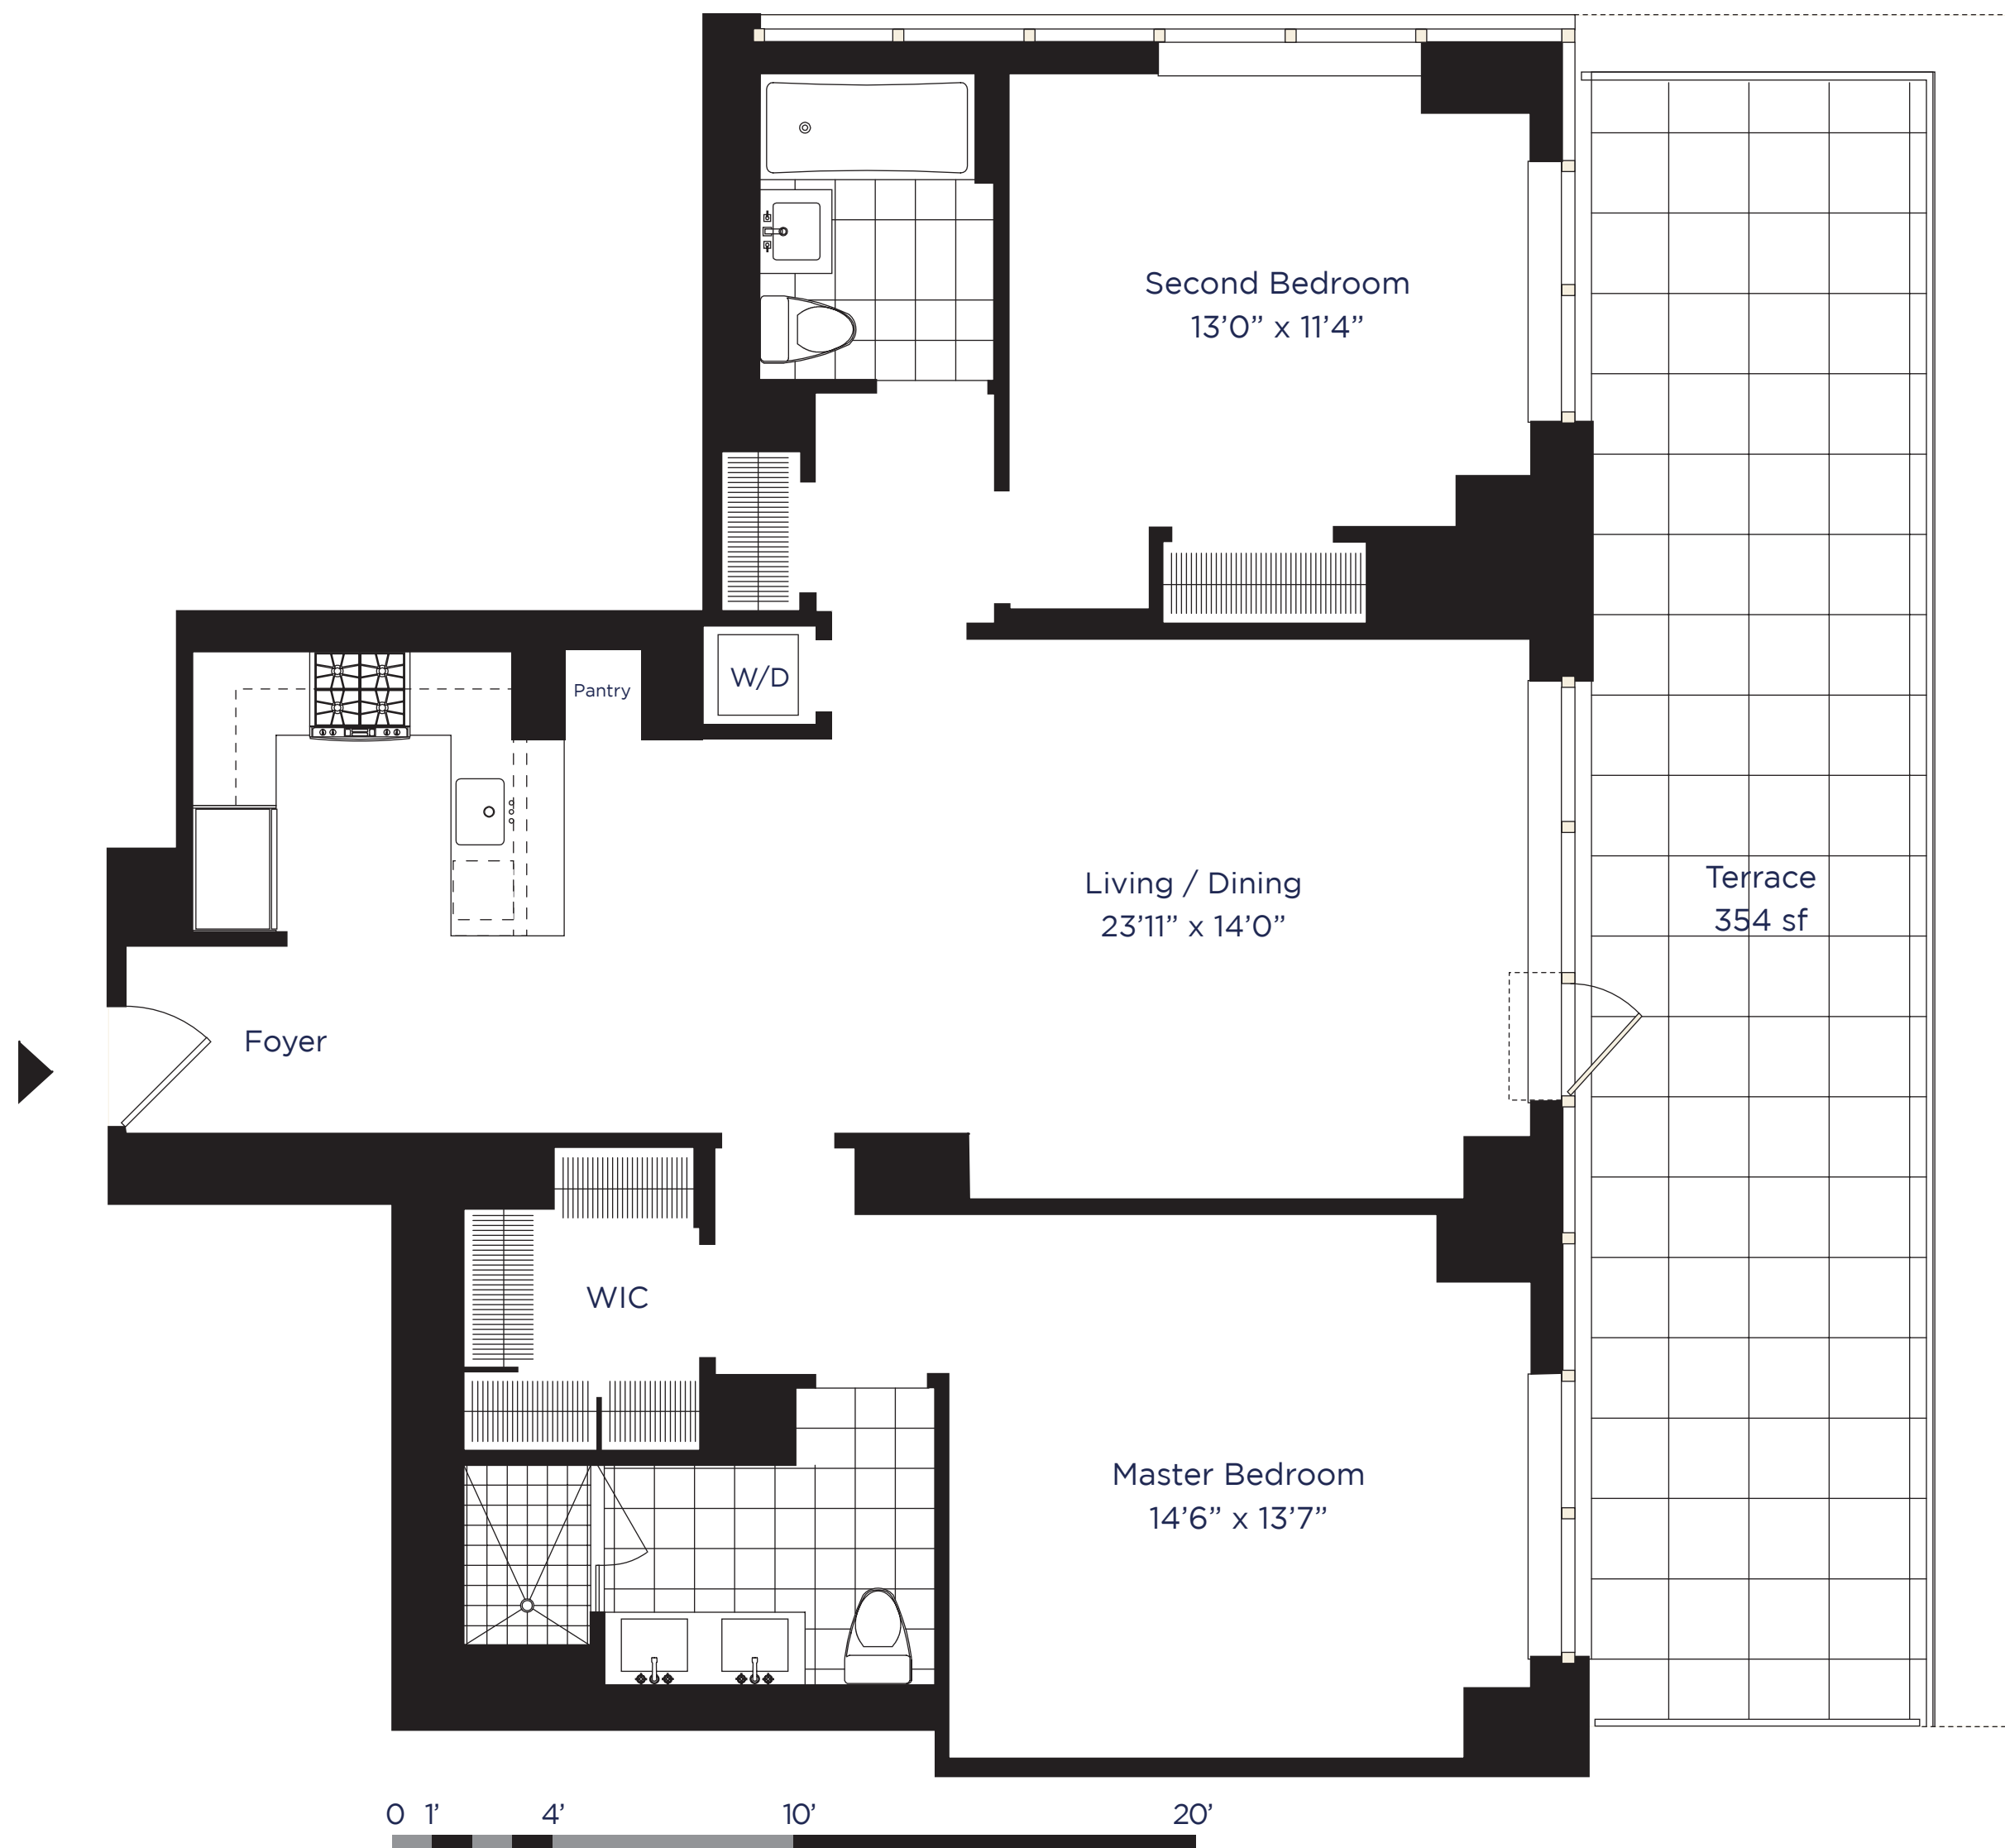 Second Bedroom
13’0” x 11’4”
Pantry
W/D
Living / Dining
23’11” x 14’0”
Terrace
354 sf
Foyer
WIC
Master Bedroom
14’6” x 13’7”
0 1’ 4’ 10’ 20’